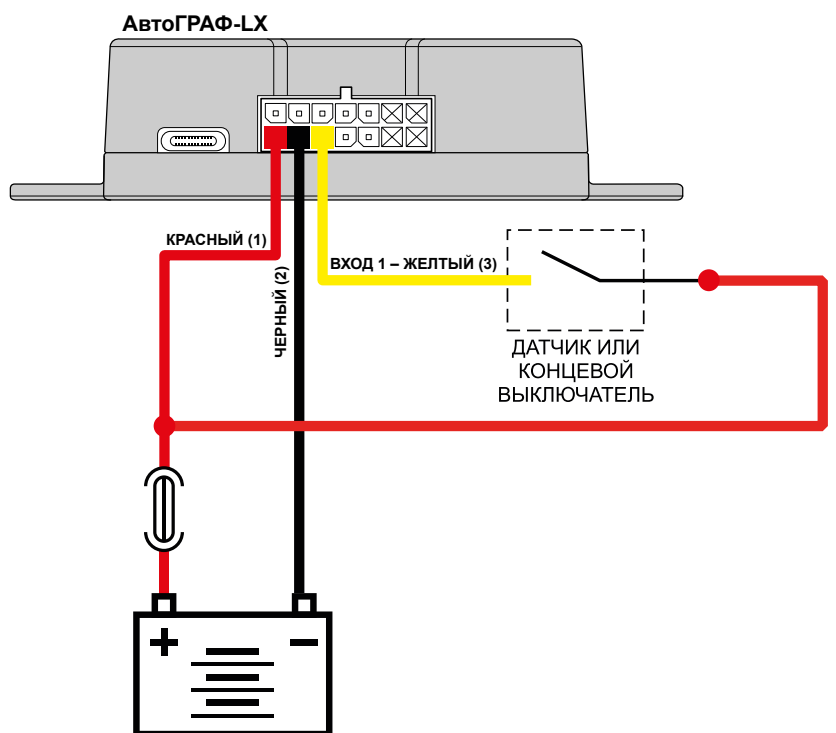 АвтоГРАФ-LX
КРАСНЫЙ (1)
ЧЕРНЫЙ (2)
ВХОД 1 – ЖЕЛТЫЙ (3)
ДАТЧИК ИЛИ
КОНЦЕВОЙ
ВЫКЛЮЧАТЕЛЬ